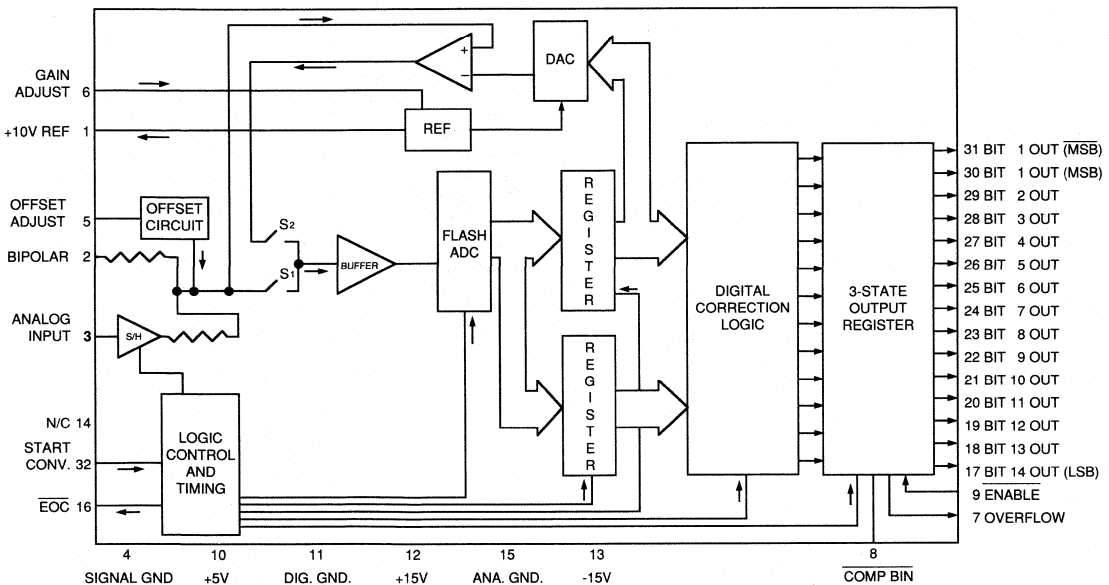 DAC
+
−
GAIN
ADJUST 6
+10V REF 1
REF
31 BIT 1 OUT (MSB)
30 BIT 1 OUT (MSB)
29 BIT 2 OUT
28 BIT 3 OUT
27 BIT 4 OUT
26 BIT 5 OUT
25 BIT 6 OUT
24 BIT 7 OUT
23 BIT 8 OUT
22 BIT 9 OUT
21 BIT 10 OUT
20 BIT 11 OUT
19 BIT 12 OUT
18 BIT 13 OUT
17 BIT 14 OUT (LSB)
9 ENABLE
7 OVERFLOW
OFFSET
ADJUST 5
OFFSET
CIRCUIT
BIPOLAR 2
S2
S1
BUFFER
FLASH
ADC
REGISTER
REGISTER
DIGITAL
CORRECTION
LOGIC
3-STATE
OUTPUT
REGISTER
ANALOG
INPUT 3
S/H
N/C 14
START
CONV. 32
EOC 16
LOGIC
CONTROL
AND
TIMING
4 10 11 12 15 13 8
SIGNAL GND +5V DIG. GND. +15V ANA. GND. -15V COMP BIN